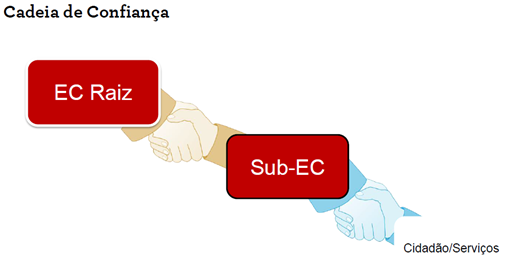 Cadeia de Confiança
EC Raiz
Sub-EC
Cidadão/Serviços